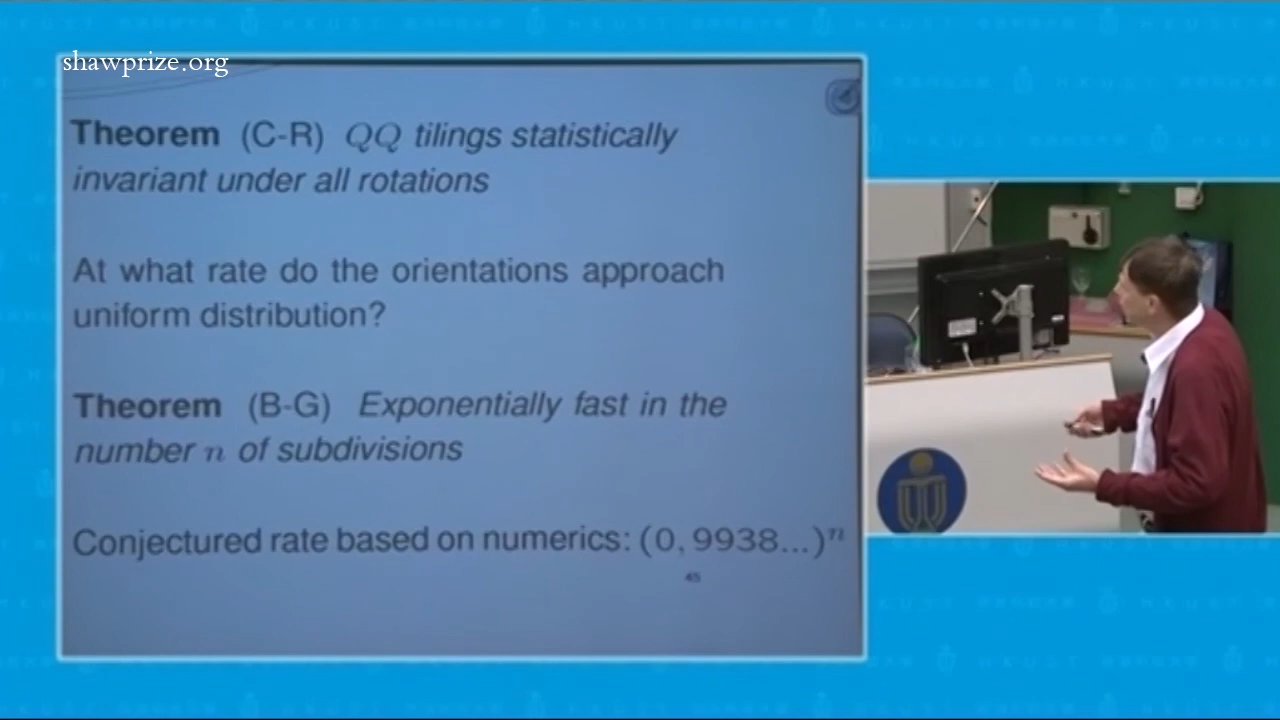 shawprize.org
Theorem (C-R) QQ tilings statistically
invariant under all rotations
At what rate do the orientations approach
uniform distribution?
Theorem (B-G) Exponentially fast in the
number n of subdivisions
Conjectured rate based on numerics: (0,9938...)ⁿ
45